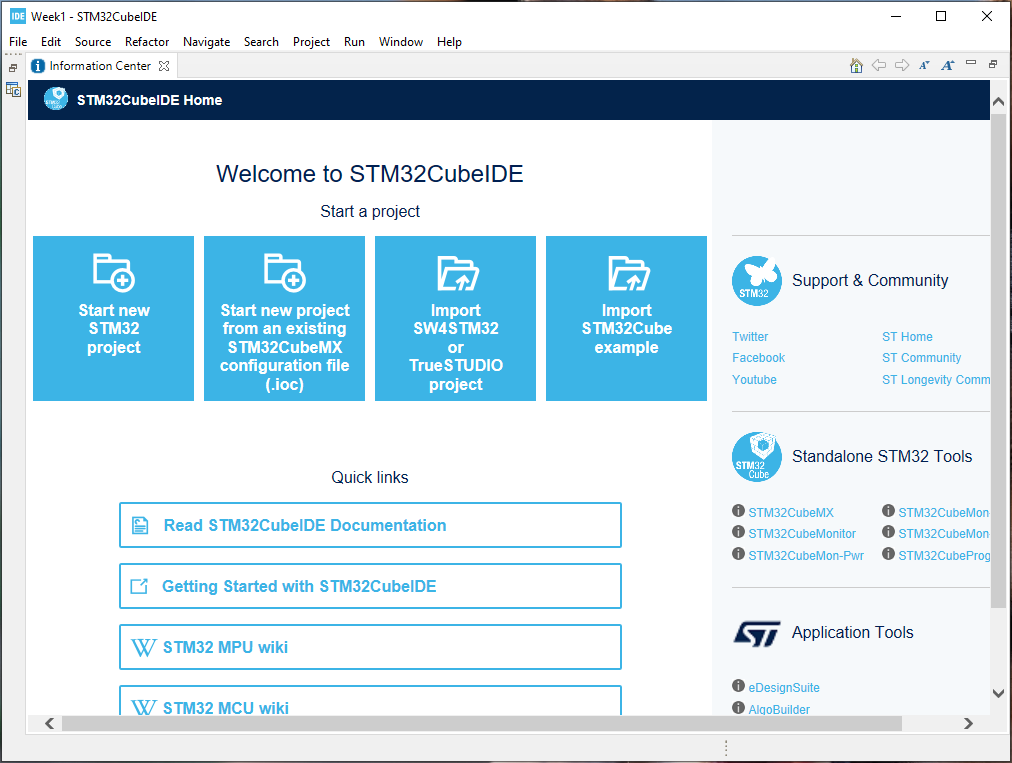 IDE Week1 - STM32CubeIDE
File Edit Source Refactor Navigate Search Project Run Window Help
Information Center
STM32CubeIDE Home
Welcome to STM32CubeIDE
Start a project
Start new
STM32
project
Start new project
from an existing
STM32CubeMX
configuration file
(.ioc)
Import
SW4STM32
or
TrueSTUDIO
project
Import
STM32Cube
example
Quick links
Read STM32CubeIDE Documentation
Getting Started with STM32CubeIDE
STM32 MPU wiki
STM32 MCU wiki
STM32
Support & Community
Twitter ST Home
Facebook ST Community
Youtube ST Longevity Comm
STM32
Cube
Standalone STM32 Tools
STM32CubeMX STM32CubeMon
STM32CubeMonitor STM32CubeMon
STM32CubeMon-Pwr STM32CubeProg
ST
Application Tools
eDesignSuite
AlgoBuilder